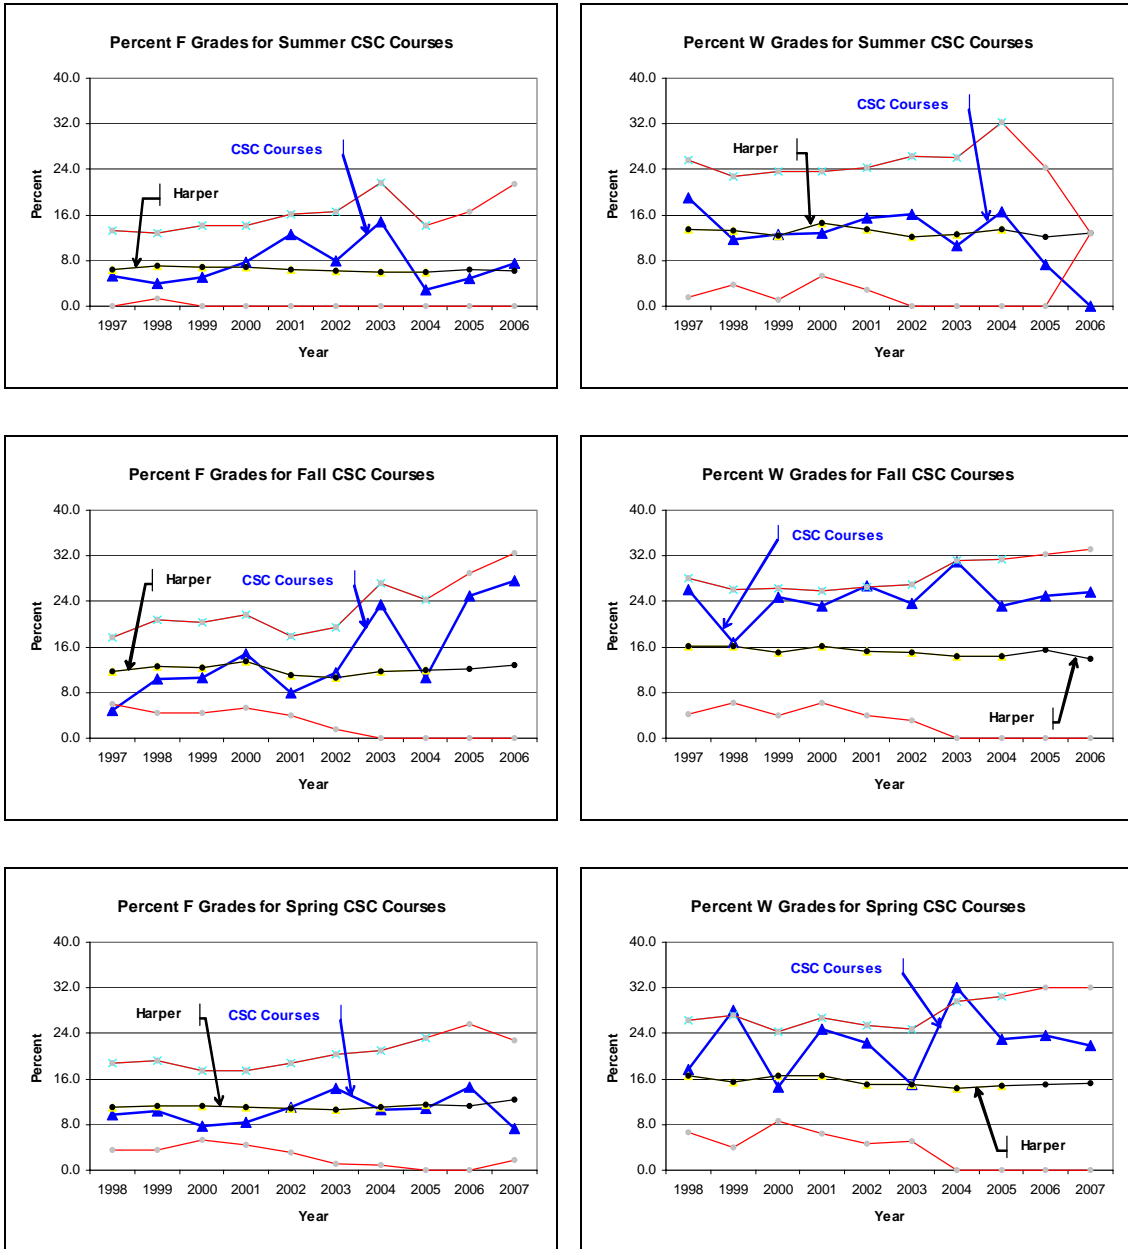 Percent F Grades for Summer CSC Courses
40.0
32.0
24.0
16.0
8.0
0.0
Percent
CSC Courses
Harper
1997 1998 1999 2000 2001 2002 2003 2004 2005 2006
Year
Percent W Grades for Summer CSC Courses
40.0
32.0
24.0
16.0
8.0
0.0
Percent
CSC Courses
Harper
1997 1998 1999 2000 2001 2002 2003 2004 2005 2006
Year
Percent F Grades for Fall CSC Courses
40.0
32.0
24.0
16.0
8.0
0.0
Percent
Harper
CSC Courses
1997 1998 1999 2000 2001 2002 2003 2004 2005 2006
Year
Percent W Grades for Fall CSC Courses
40.0
32.0
24.0
16.0
8.0
0.0
Percent
CSC Courses
Harper
1997 1998 1999 2000 2001 2002 2003 2004 2005 2006
Year
Percent F Grades for Spring CSC Courses
40.0
32.0
24.0
16.0
8.0
0.0
Percent
Harper
CSC Courses
1998 1999 2000 2001 2002 2003 2004 2005 2006 2007
Year
Percent W Grades for Spring CSC Courses
40.0
32.0
24.0
16.0
8.0
0.0
Percent
CSC Courses
Harper
1998 1999 2000 2001 2002 2003 2004 2005 2006 2007
Year